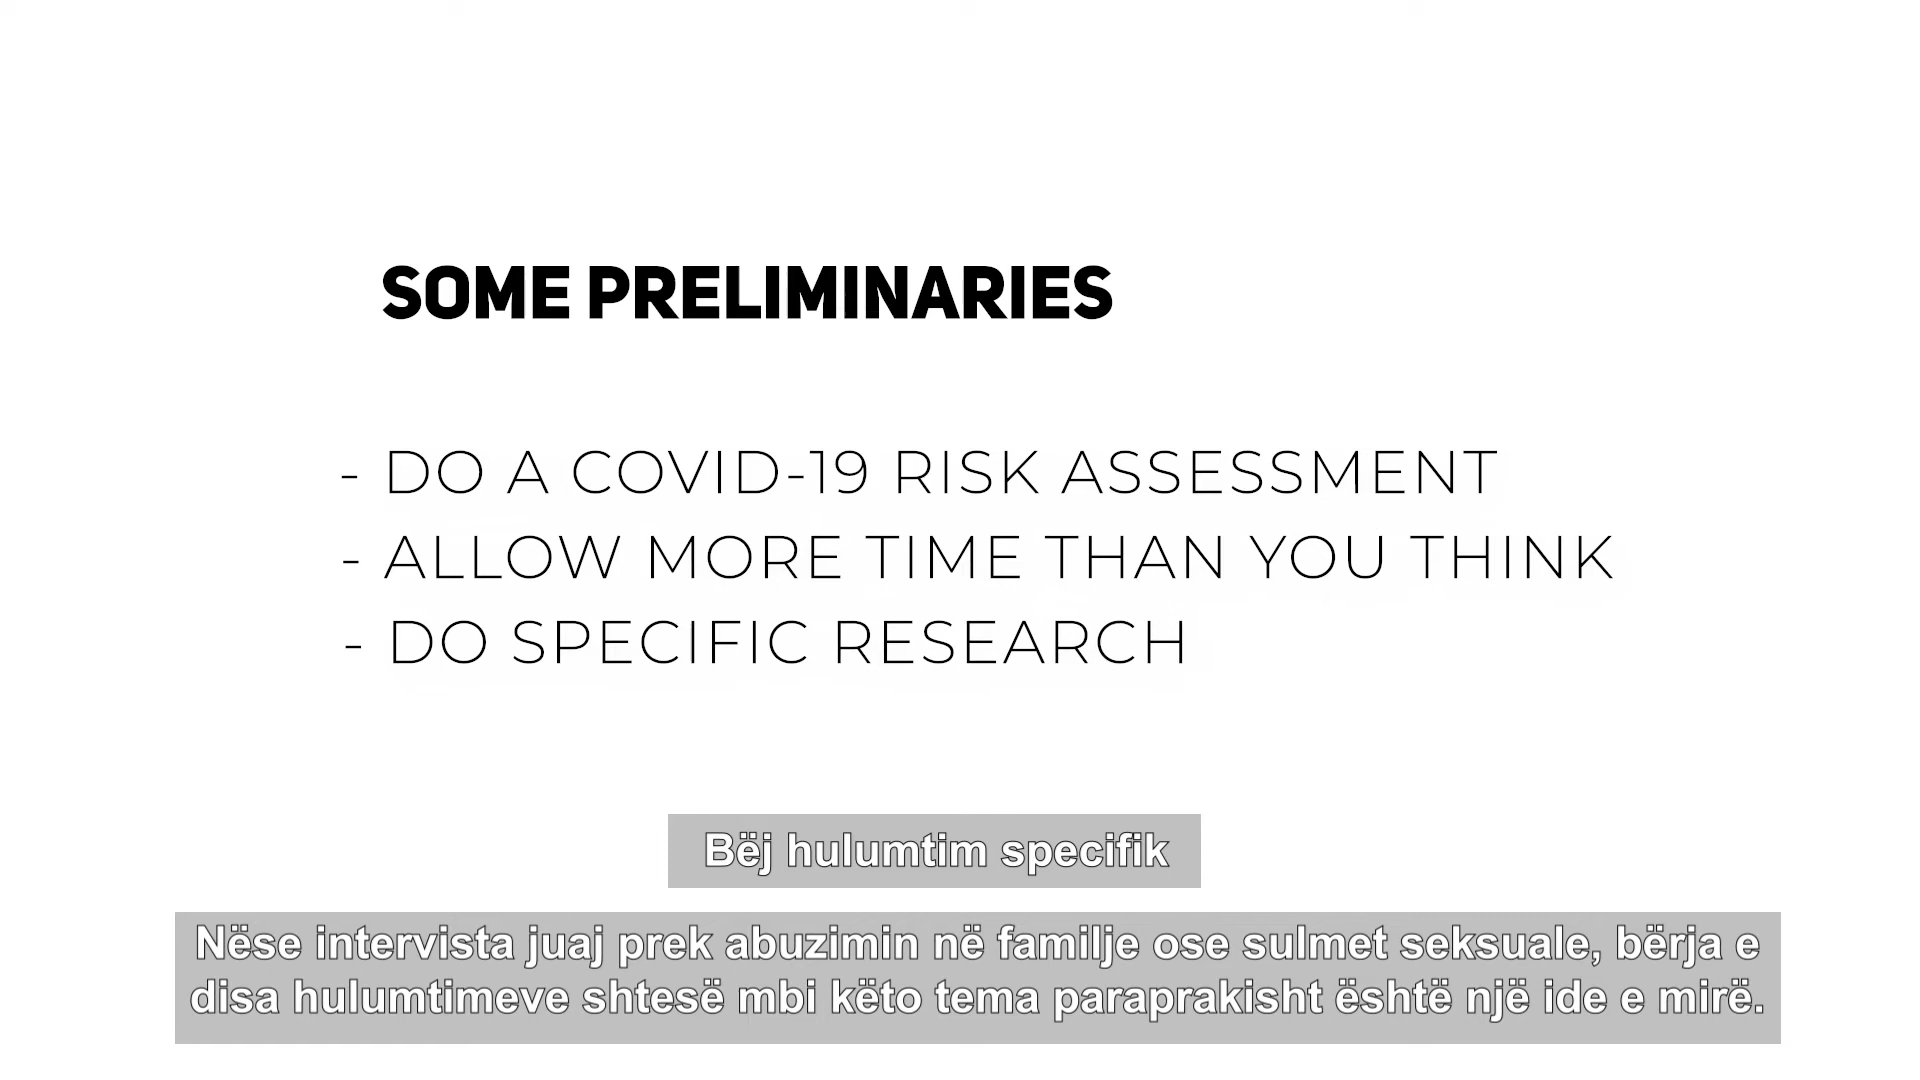 SOME PRELIMINARIES
- DO A COVID-19 RISK ASSESSMENT
- ALLOW MORE TIME THAN YOU THINK
- DO SPECIFIC RESEARCH
Bëj hulumtim specifik
Nëse intervista juaj prek abuzimin në familje ose sulmet seksuale, bërja e
disa hulumtimeve shtesë mbi këto tema paraprakisht është një ide e mirë.